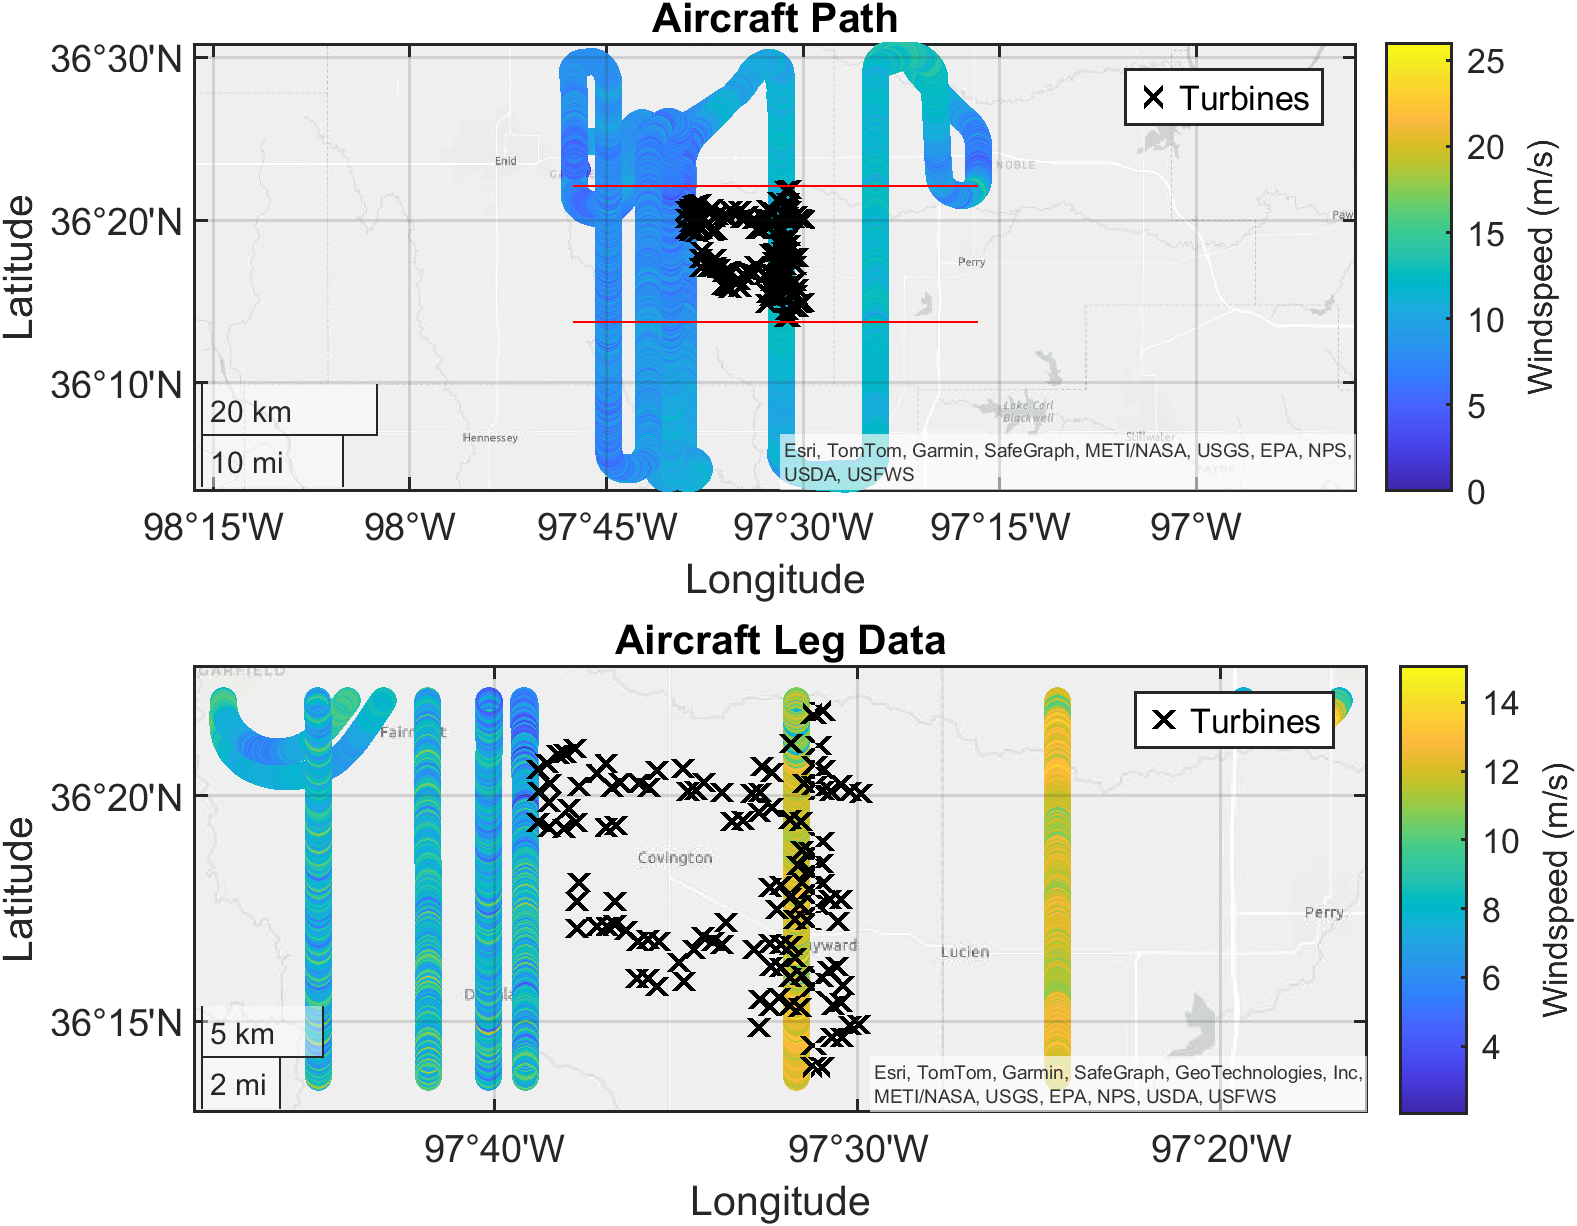 Aircraft Path
36°30'N
36°20'N
36°10'N
Latitude
Turbines
Enid
NOBLE
Perry
Paw
Hennessey
Lake Carl
Blackwell
Stillwater
PAYNE
20 km
10 mi
Esri, TomTom, Garmin, SafeGraph, METI/NASA, USGS, EPA, NPS,
USDA, USFWS
98°15'W
98°W
97°45'W
97°30'W
97°15'W
97°W
Longitude
25
20
15
10
5
0
Windspeed (m/s)
Aircraft Leg Data
GARFIELD
36°20'N
36°15'N
Latitude
Turbines
Covington
Lucien
Perry
5 km
2 mi
Esri, TomTom, Garmin, SafeGraph, GeoTechnologies, Inc,
METI/NASA, USGS, EPA, NPS, USDA, USFWS
97°40'W
97°30'W
97°20'W
Longitude
14
12
10
8
6
4
Windspeed (m/s)